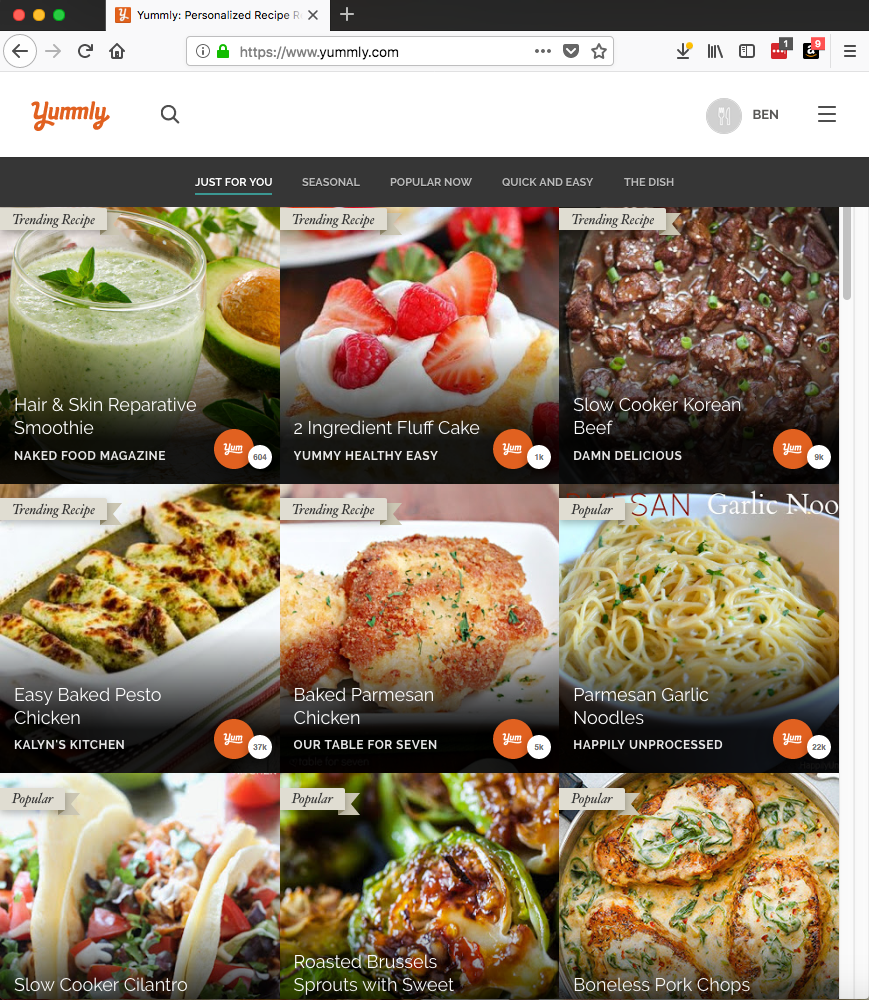 Yummly: Personalized Recipe R
https://www.yummly.com
1
9
Yummly
BEN
JUST FOR YOU
SEASONAL
POPULAR NOW
QUICK AND EASY
THE DISH
Trending Recipe
Hair & Skin Reparative
Smoothie
NAKED FOOD MAGAZINE
Yum
604
Trending Recipe
2 Ingredient Fluff Cake
YUMMY HEALTHY EASY
Yum
1k
Trending Recipe
Slow Cooker Korean
Beef
DAMN DELICIOUS
Yum
9k
Trending Recipe
Easy Baked Pesto
Chicken
KALYN'S KITCHEN
Yum
37k
Trending Recipe
Baked Parmesan
Chicken
OUR TABLE FOR SEVEN
Yum
5k
Popular
SAN Garlic Noo
Parmesan Garlic
Noodles
HAPPILY UNPROCESSED
Yum
22k
Popular
Slow Cooker Cilantro
Popular
Roasted Brussels
Sprouts with Sweet
Popular
Boneless Pork Chops